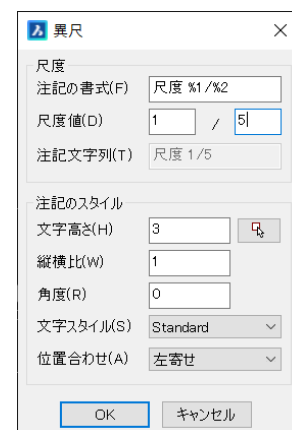 異尺
尺度
注記の書式(F) 尺度 %1/%2
尺度値(D) 1 / 5
注記文字列(T) 尺度 1/5
注記のスタイル
文字高さ(H) 3
縦横比(W) 1
角度(R) 0
文字スタイル(S) Standard
位置合わせ(A) 左寄せ
OK キャンセル